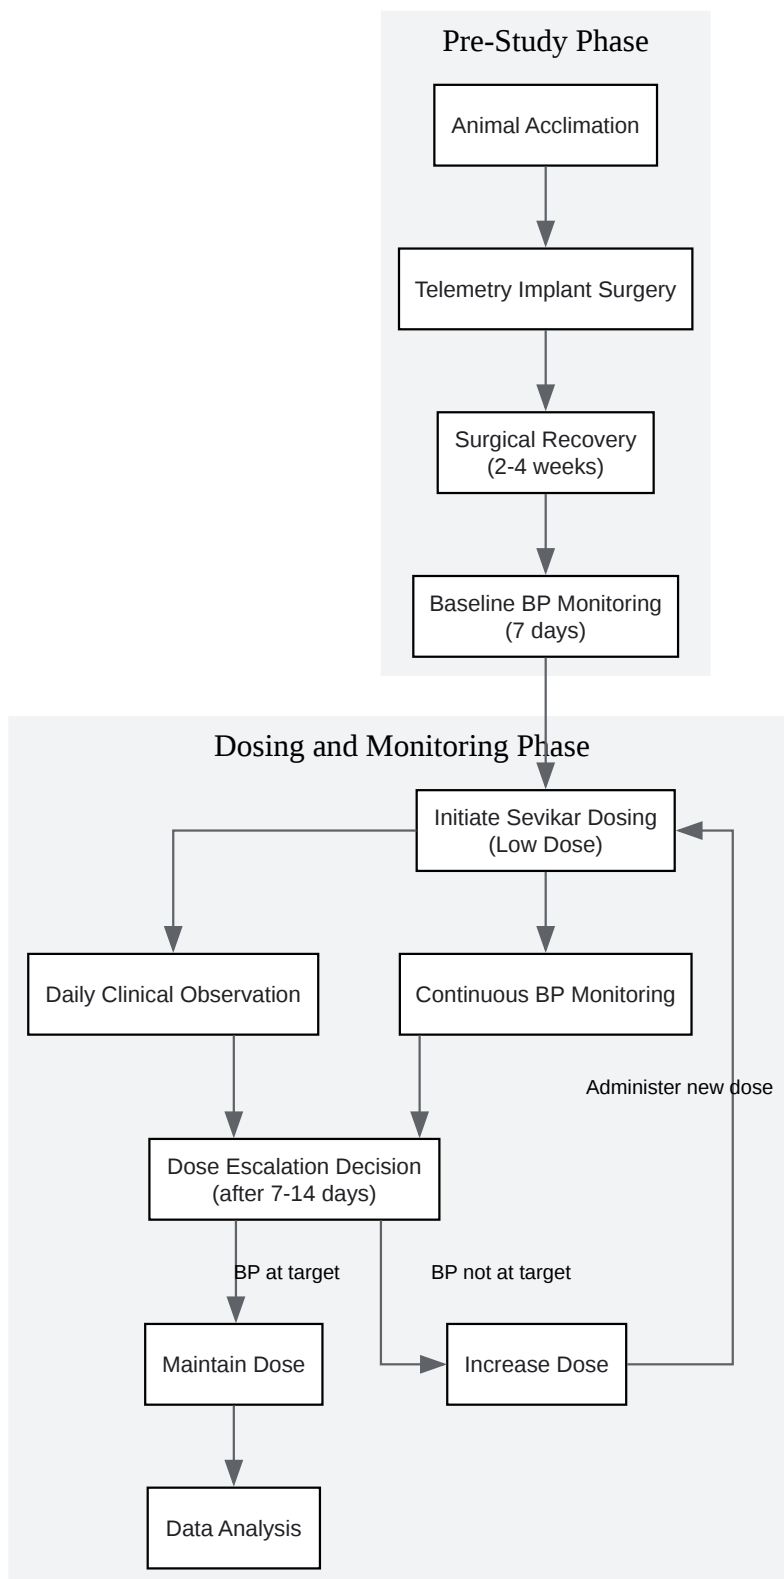 Pre-Study Phase
Animal Acclimation
Telemetry Implant Surgery
Surgical Recovery
(2-4 weeks)
Baseline BP Monitoring
(7 days)
Dosing and Monitoring Phase
Initiate Sevikar Dosing
(Low Dose)
Daily Clinical Observation
Continuous BP Monitoring
Administer new dose
Dose Escalation Decision
(after 7-14 days)
BP at target
BP not at target
Maintain Dose
Increase Dose
Data Analysis